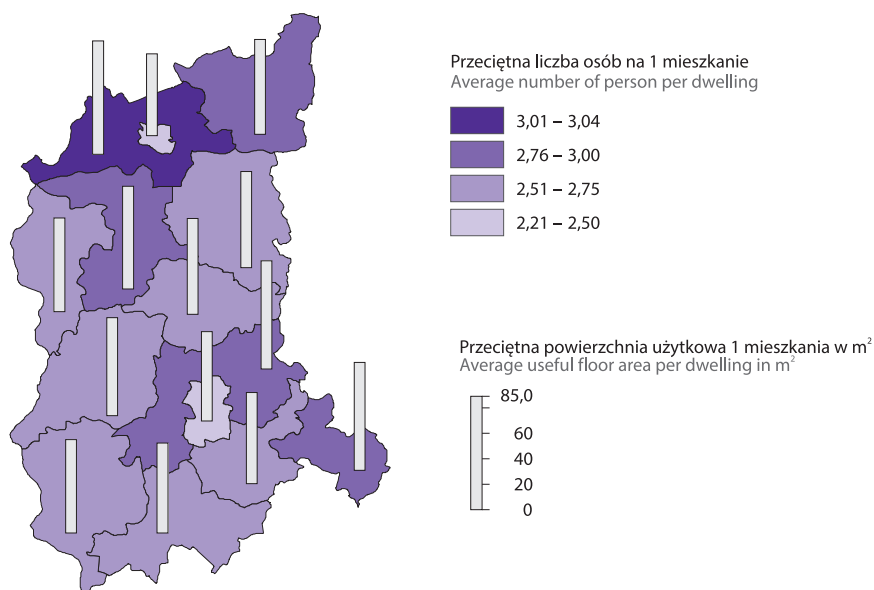 Przeciętna liczba osób na 1 mieszkanie
Average number of person per dwelling
3,01 – 3,04
2,76 – 3,00
2,51 – 2,75
2,21 – 2,50
Przeciętna powierzchnia użytkowa 1 mieszkania w m²
Average useful floor area per dwelling in m²
85,0
60
40
20
0